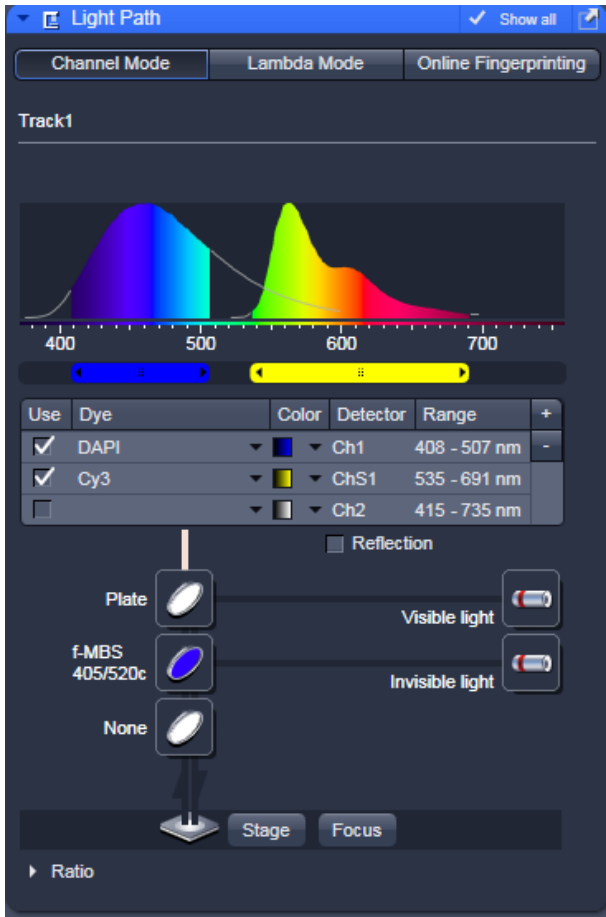 Light Path Show all
Channel Mode Lambda Mode Online Fingerprinting
Track1
400 500 600 700
Use Dye Color Detector Range +
DAPI Ch1 408 - 507 nm -
Cy3 ChS1 535 - 691 nm
Ch2 415 - 735 nm
Reflection
Plate
Visible light
f-MBS
405/520c
Invisible light
None
Stage Focus
Ratio